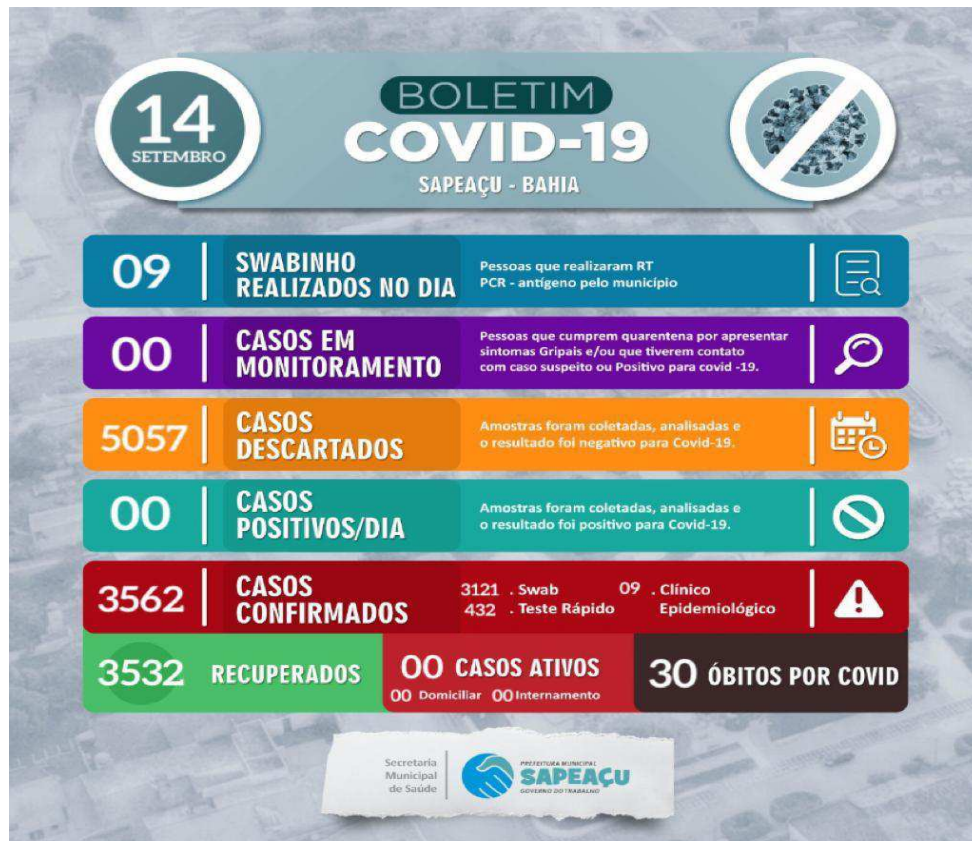 14
SETEMBRO
BOLETIM
COVID-19
SAPEAÇU - BAHIA
09
SWABINHO
REALIZADOS NO DIA
Pessoas que realizaram RT
PCR - antígeno pelo município
00
CASOS EM
MONITORAMENTO
Pessoas que cumprem quarentena por apresentar
sintomas Gripais e/ou que tiverem contato
com caso suspeito ou Positivo para covid -19.
5057
CASOS
DESCARTADOS
Amostras foram coletadas, analisadas e
o resultado foi negativo para Covid-19.
00
CASOS
POSITIVOS/DIA
Amostras foram coletadas, analisadas e
o resultado foi positivo para Covid-19.
3562
CASOS
CONFIRMADOS
3121 . Swab
432 . Teste Rápido
09 . Clínico
Epidemiológico
3532 RECUPERADOS
00 CASOS ATIVOS
00 Domiciliar 00 Internamento
30 ÓBITOS POR COVID
Secretaria
Municipal
de Saúde
PREFEITURA MUNICIPAL
SAPEAÇU
GOVERNO DO TRABALHO